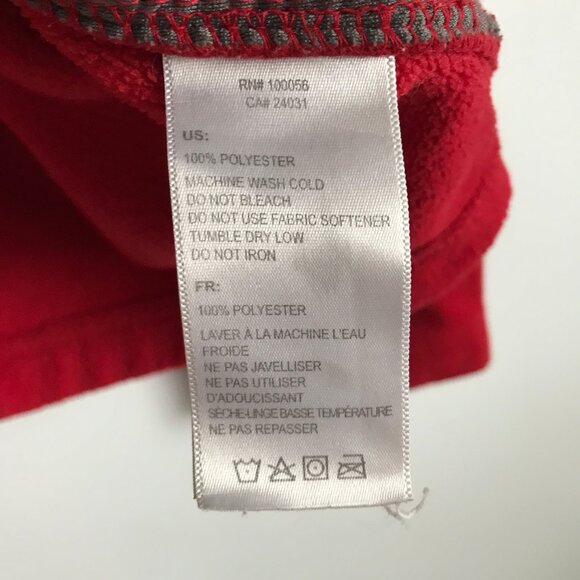 RN# 100056
CA# 24031
US:
100% POLYESTER
MACHINE WASH COLD
DO NOT BLEACH
DO NOT USE FABRIC SOFTENER
TUMBLE DRY LOW
DO NOT IRON
FR:
100% POLYESTER
LAVER À LA MACHINE L'EAU
FROIDE
NE PAS JAVELLISER
NE PAS UTILISER
D'ADOUCISSANT
SÈCHE-LINGE BASSE TEMPÉRATURE
NE PAS REPASSER